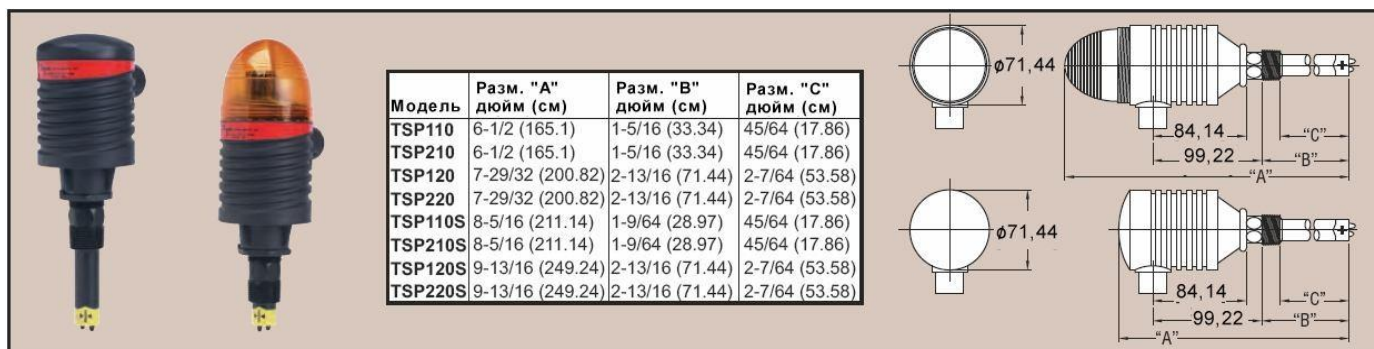 Модель Разм. "A" дюйм (см) Разм. "B" дюйм (см) Разм. "C" дюйм (см)
TSP110 6-1/2 (165.1) 1-5/16 (33.34) 45/64 (17.86)
TSP210 6-1/2 (165.1) 1-5/16 (33.34) 45/64 (17.86)
TSP120 7-29/32 (200.82) 2-13/16 (71.44) 2-7/64 (53.58)
TSP220 7-29/32 (200.82) 2-13/16 (71.44) 2-7/64 (53.58)
TSP110S 8-5/16 (211.14) 1-9/64 (28.97) 45/64 (17.86)
TSP210S 8-5/16 (211.14) 1-9/64 (28.97) 45/64 (17.86)
TSP120S 9-13/16 (249.24) 2-13/16 (71.44) 2-7/64 (53.58)
TSP220S 9-13/16 (249.24) 2-13/16 (71.44) 2-7/64 (53.58)
ϕ71,44
84,14
"C"
99,22
"B"
"A"
ϕ71,44
84,14
"C"
99,22
"B"
"A"